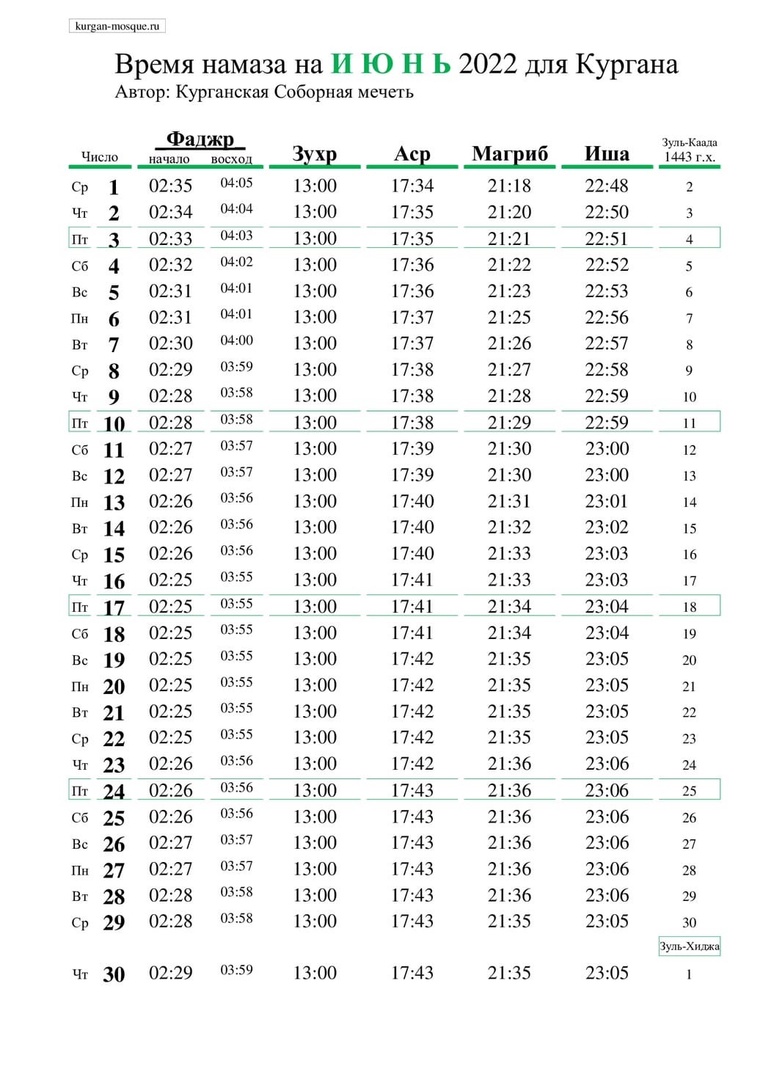 kurgan-mosque.ru
Время намаза на И Ю Н Ь 2022 для Кургана
Автор: Курганская Соборная мечеть
Число Фаджр начало восход Зухр Аср Магриб Иша Зуль-Каада 1443 г.х.
Ср 1 02:35 04:05 13:00 17:34 21:18 22:48 2
Чт 2 02:34 04:04 13:00 17:35 21:20 22:50 3
Пт 3 02:33 04:03 13:00 17:35 21:21 22:51 4
Сб 4 02:32 04:02 13:00 17:36 21:22 22:52 5
Вс 5 02:31 04:01 13:00 17:36 21:23 22:53 6
Пн 6 02:31 04:01 13:00 17:37 21:25 22:56 7
Вт 7 02:30 04:00 13:00 17:37 21:26 22:57 8
Ср 8 02:29 03:59 13:00 17:38 21:27 22:58 9
Чт 9 02:28 03:58 13:00 17:38 21:28 22:59 10
Пт 10 02:28 03:58 13:00 17:38 21:29 22:59 11
Сб 11 02:27 03:57 13:00 17:39 21:30 23:00 12
Вс 12 02:27 03:57 13:00 17:39 21:30 23:00 13
Пн 13 02:26 03:56 13:00 17:40 21:31 23:01 14
Вт 14 02:26 03:56 13:00 17:40 21:32 23:02 15
Ср 15 02:26 03:56 13:00 17:40 21:33 23:03 16
Чт 16 02:25 03:55 13:00 17:41 21:33 23:03 17
Пт 17 02:25 03:55 13:00 17:41 21:34 23:04 18
Сб 18 02:25 03:55 13:00 17:41 21:34 23:04 19
Вс 19 02:25 03:55 13:00 17:42 21:35 23:05 20
Пн 20 02:25 03:55 13:00 17:42 21:35 23:05 21
Вт 21 02:25 03:55 13:00 17:42 21:35 23:05 22
Ср 22 02:25 03:55 13:00 17:42 21:35 23:05 23
Чт 23 02:26 03:56 13:00 17:42 21:36 23:06 24
Пт 24 02:26 03:56 13:00 17:43 21:36 23:06 25
Сб 25 02:26 03:56 13:00 17:43 21:36 23:06 26
Вс 26 02:27 03:57 13:00 17:43 21:36 23:06 27
Пн 27 02:27 03:57 13:00 17:43 21:36 23:06 28
Вт 28 02:28 03:58 13:00 17:43 21:36 23:06 29
Ср 29 02:28 03:58 13:00 17:43 21:35 23:05 30
Зуль-Хиджа
Чт 30 02:29 03:59 13:00 17:43 21:35 23:05 1